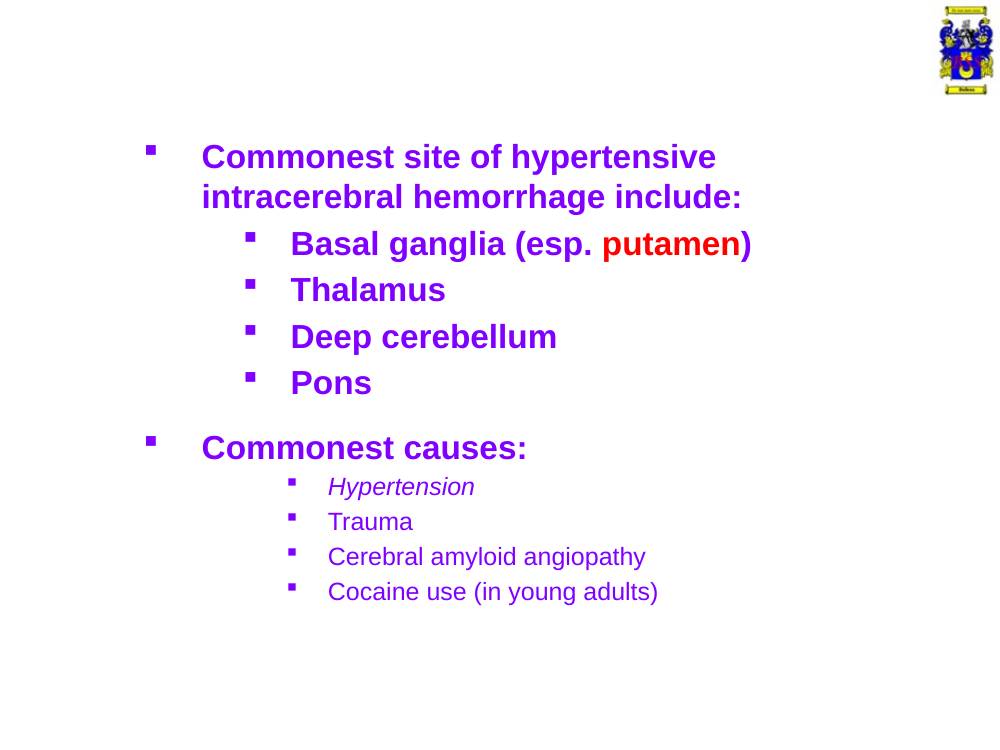 ▪ Commonest site of hypertensive
intracerebral hemorrhage include:
▪ Basal ganglia (esp. putamen)
▪ Thalamus
▪ Deep cerebellum
▪ Pons
▪ Commonest causes:
▪ Hypertension
▪ Trauma
▪ Cerebral amyloid angiopathy
▪ Cocaine use (in young adults)